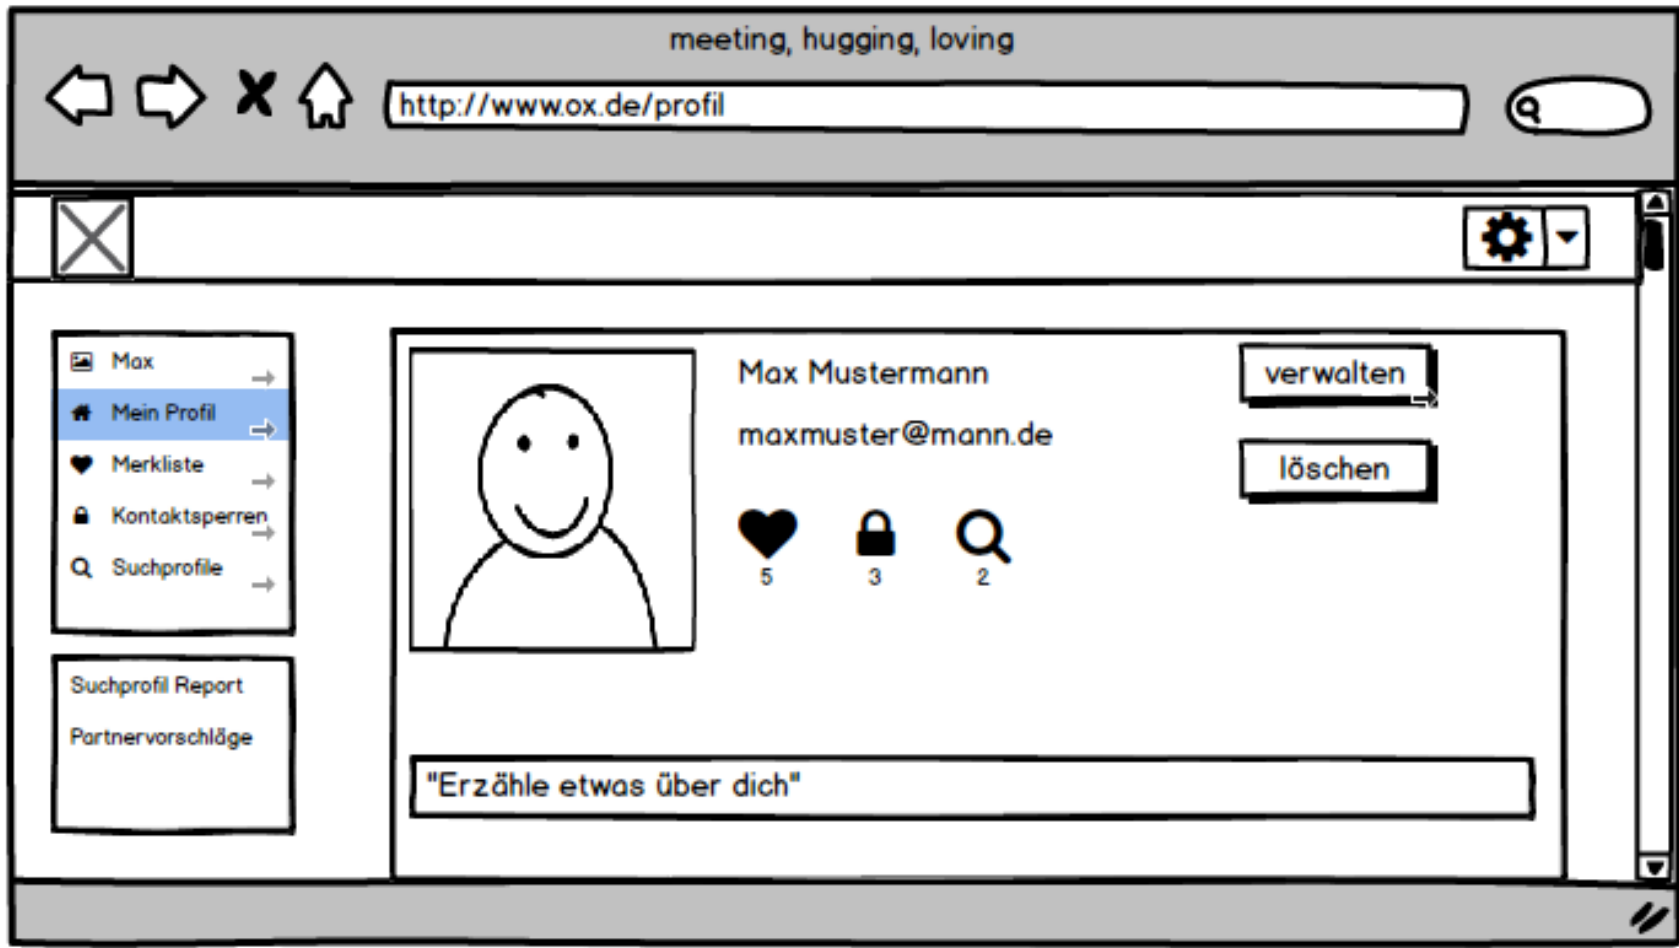 meeting, hugging, loving
http://www.ox.de/profil
Max
Mein Profil
Merkliste
Kontaktsperren
Suchprofile
Suchprofil Report
Partnervorschläge
Max Mustermann
maxmuster@mann.de
5 3 2
verwalten
löschen
"Erzähle etwas über dich"